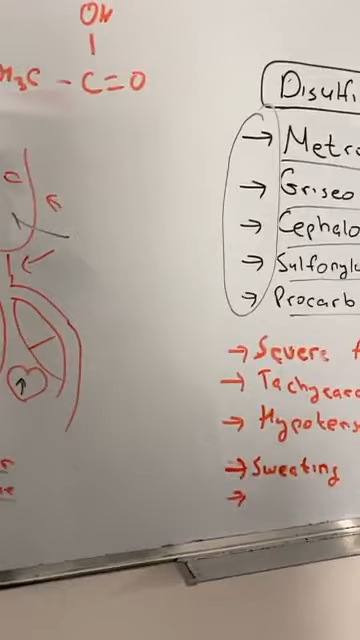 OH
H₃C - C=O
C
Disulfi
→ Metro
→ Griseo
→ Cephalo
→ Sulfonylu
→ Procarb
→ Severe
→ Tachycard
→ Hypotens
→ Sweating
→